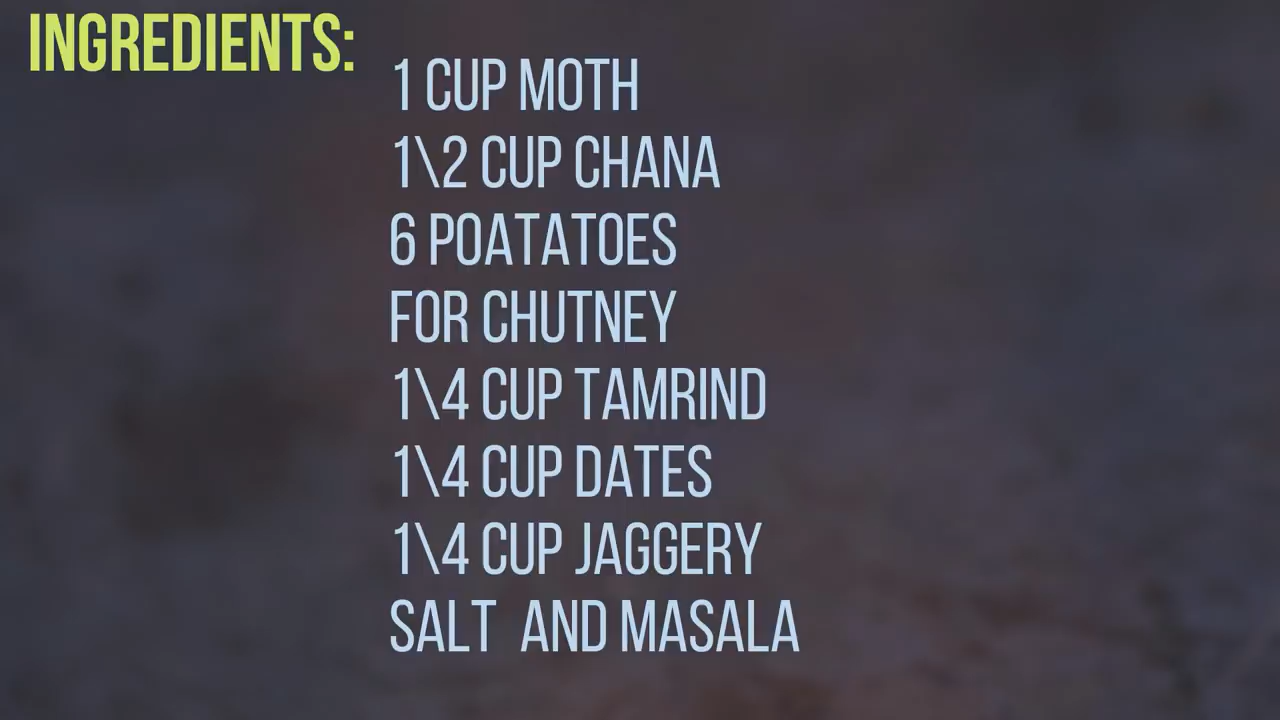 INGREDIENTS:
1 CUP MOTH
1\2 CUP CHANA
6 POATATOES
FOR CHUTNEY
1\4 CUP TAMRIND
1\4 CUP DATES
1\4 CUP JAGGERY
SALT AND MASALA